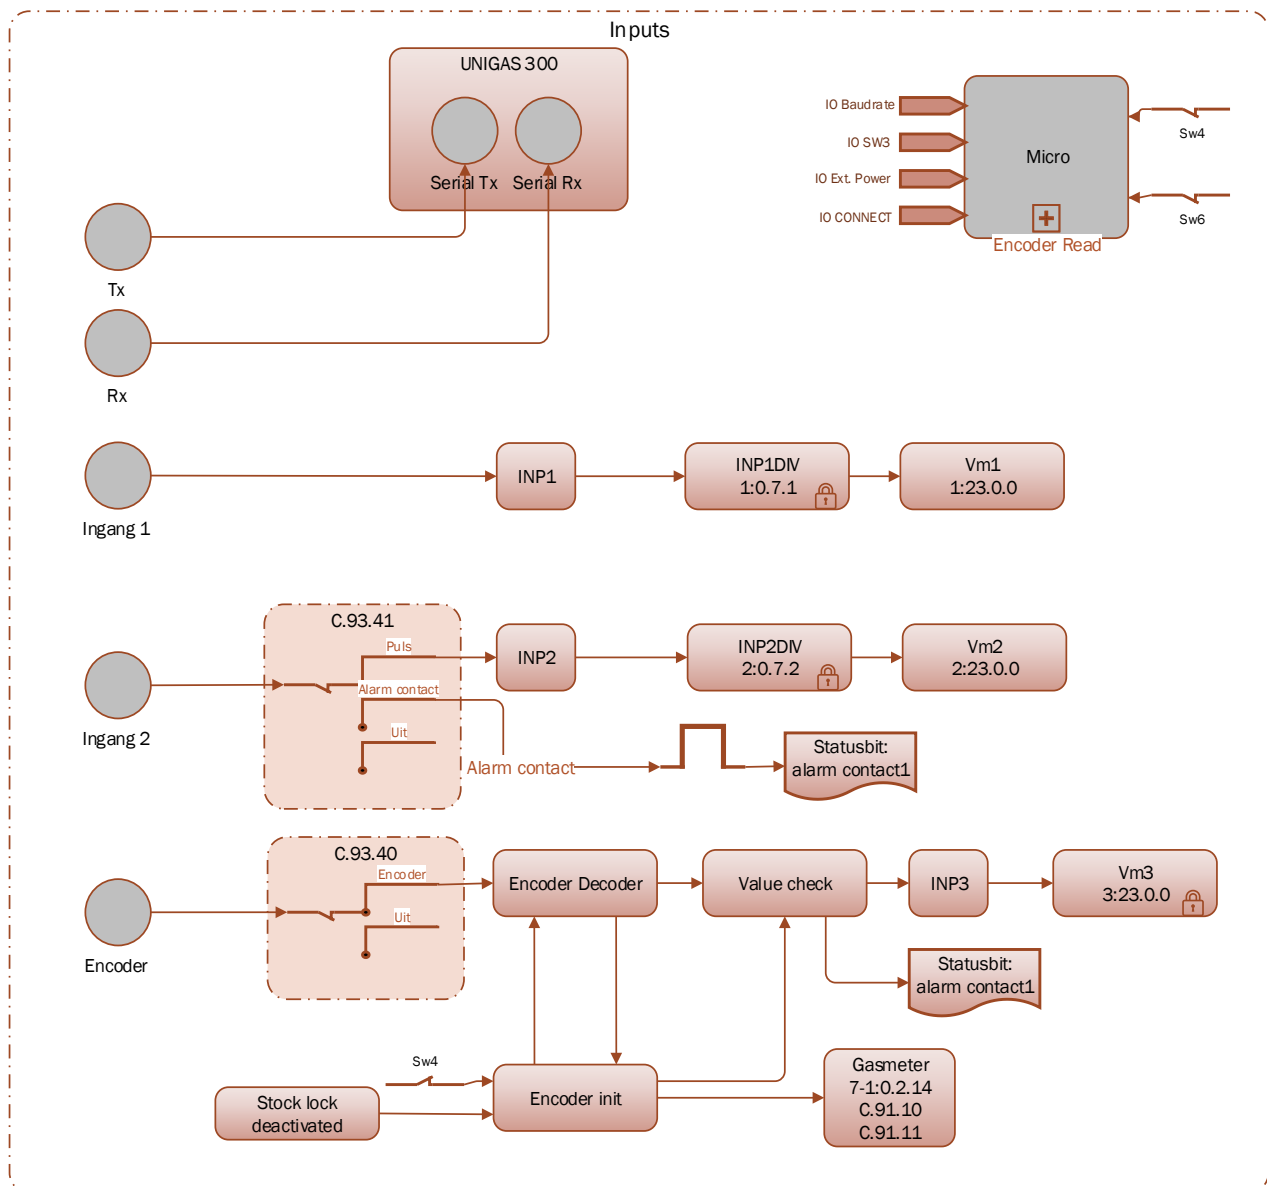 Inputs
UNIGAS 300
Serial Tx
Serial Rx
IO Baudrate
IO SW3
IO Ext. Power
IO CONNECT
Micro
Encoder Read
Sw4
Sw6
Tx
Rx
Ingang 1
INP1
INP1DIV
1:0.7.1
Vm1
1:23.0.0
Ingang 2
C.93.41
Puls
Alarm contact
Uit
INP2
INP2DIV
2:0.7.2
Vm2
2:23.0.0
Alarm contact
Statusbit:
alarm contact1
Encoder
C.93.40
Encoder
Uit
Encoder Decoder
Value check
INP3
Vm3
3:23.0.0
Statusbit:
alarm contact1
Sw4
Stock lock
deactivated
Encoder init
Gasmeter
7-1:0.2.14
C.91.10
C.91.11